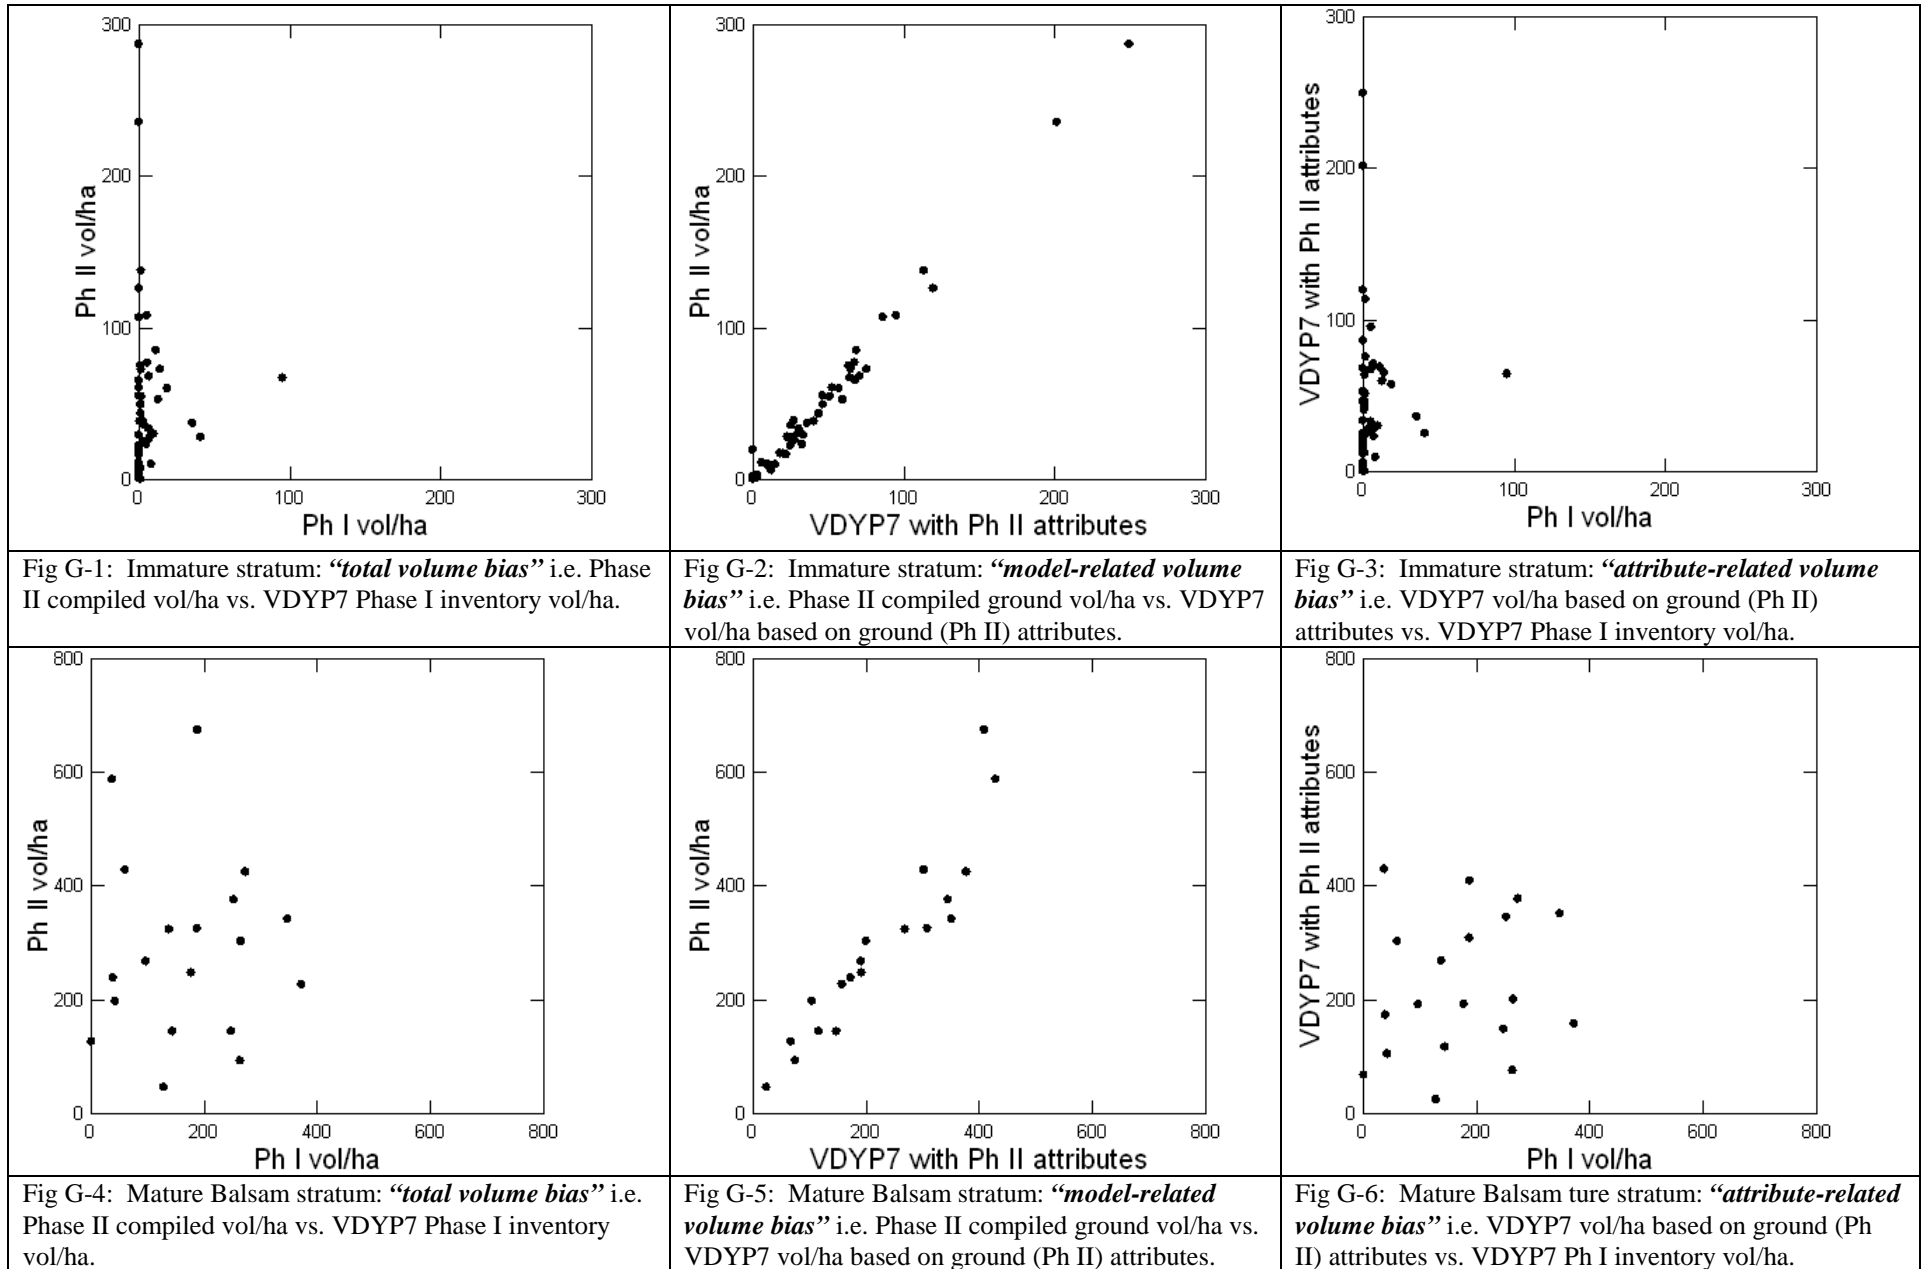 300
200
100
0
Ph II vol/ha
0 100 200 300
Ph I vol/ha
300
200
100
0
Ph II vol/ha
0 100 200 300
VDYP7 with Ph II attributes
300
200
100
0
VDYP7 with Ph II attributes
0 100 200 300
Ph I vol/ha
Fig G-1: Immature stratum: “total volume bias” i.e. Phase
II compiled vol/ha vs. VDYP7 Phase I inventory vol/ha.
Fig G-2: Immature stratum: “model-related volume
bias” i.e. Phase II compiled ground vol/ha vs. VDYP7
vol/ha based on ground (Ph II) attributes.
Fig G-3: Immature stratum: “attribute-related volume
bias” i.e. VDYP7 vol/ha based on ground (Ph II)
attributes vs. VDYP7 Phase I inventory vol/ha.
800
600
400
200
0
Ph II vol/ha
0 200 400 600 800
Ph I vol/ha
800
600
400
200
0
Ph II vol/ha
0 200 400 600 800
VDYP7 with Ph II attributes
800
600
400
200
0
VDYP7 with Ph II attributes
0 200 400 600 800
Ph I vol/ha
Fig G-4: Mature Balsam stratum: “total volume bias” i.e.
Phase II compiled vol/ha vs. VDYP7 Phase I inventory
vol/ha.
Fig G-5: Mature Balsam stratum: “model-related
volume bias” i.e. Phase II compiled ground vol/ha vs.
VDYP7 vol/ha based on ground (Ph II) attributes.
Fig G-6: Mature Balsam ture stratum: “attribute-related
volume bias” i.e. VDYP7 vol/ha based on ground (Ph
II) attributes vs. VDYP7 Ph I inventory vol/ha.